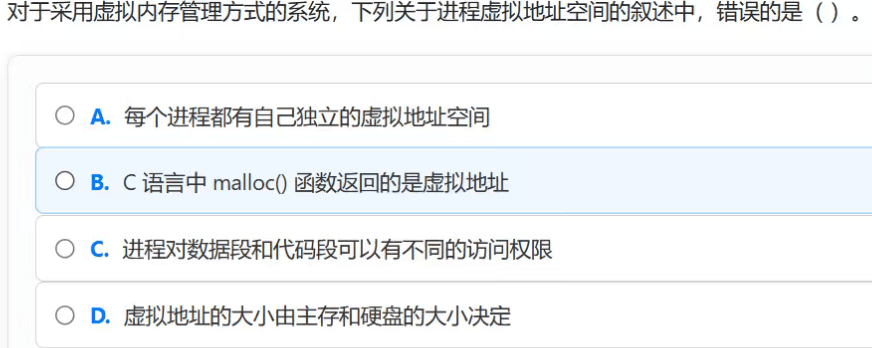 对于采用虚拟内存管理方式的系统，下列关于进程虚拟地址空间的叙述中，错误的是（ ）。
A. 每个进程都有自己独立的虚拟地址空间
B. C 语言中 malloc() 函数返回的是虚拟地址
C. 进程对数据段和代码段可以有不同的访问权限
D. 虚拟地址的大小由主存和硬盘的大小决定